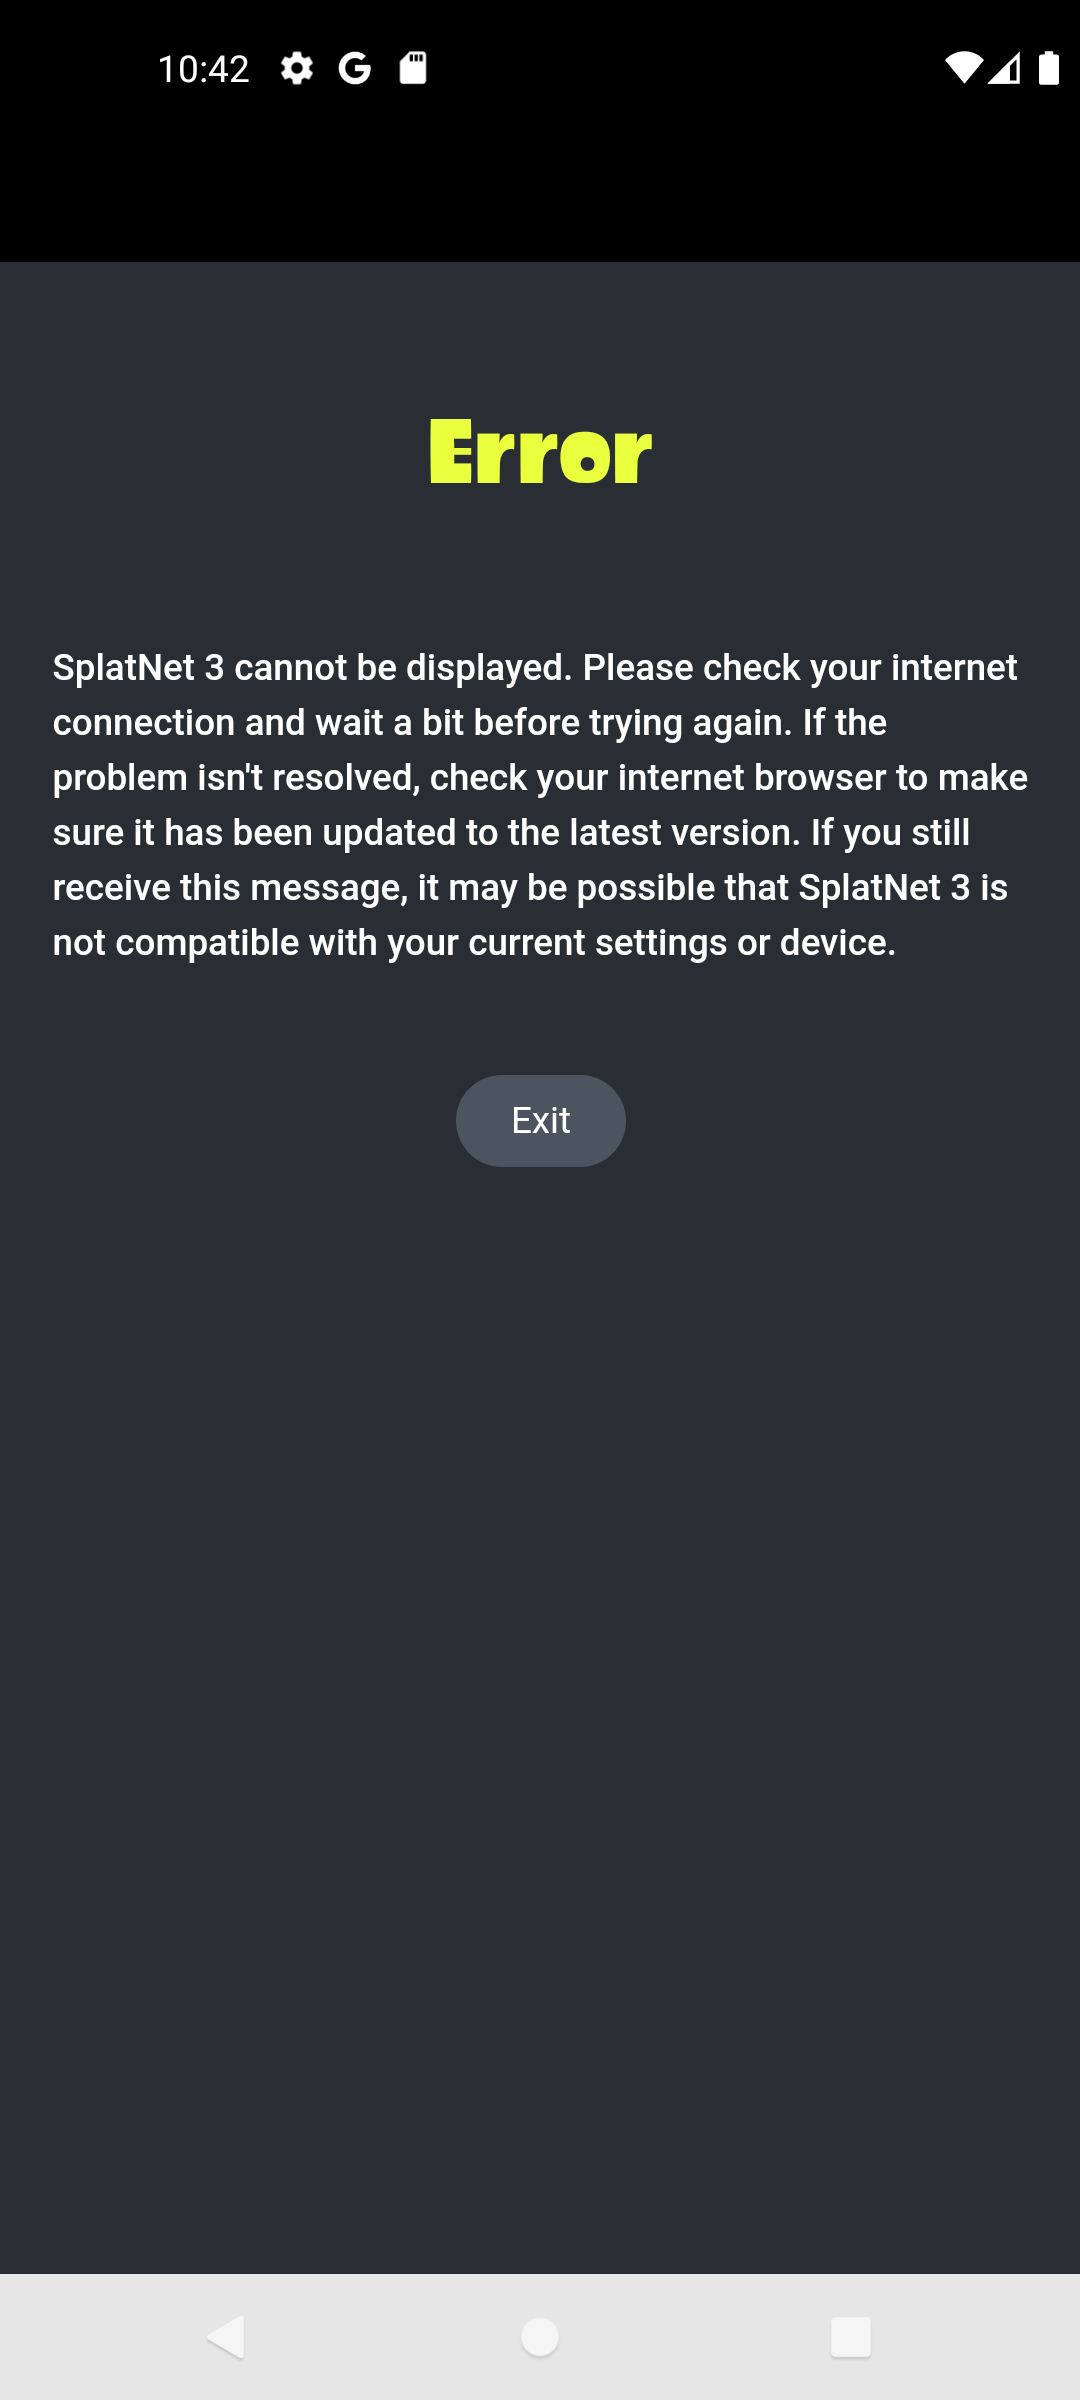 10:42
Error
SplatNet 3 cannot be displayed. Please check your internet
connection and wait a bit before trying again. If the
problem isn't resolved, check your internet browser to make
sure it has been updated to the latest version. If you still
receive this message, it may be possible that SplatNet 3 is
not compatible with your current settings or device.
Exit